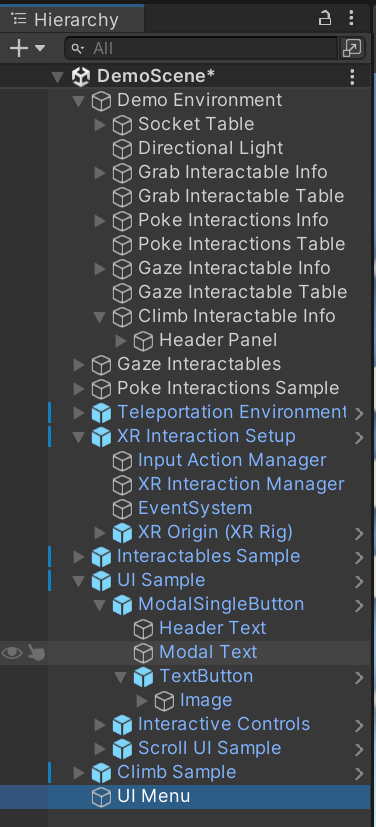 Hierarchy
All
DemoScene*
Demo Environment
Socket Table
Directional Light
Grab Interactable Info
Grab Interactable Table
Poke Interactions Info
Poke Interactions Table
Gaze Interactable Info
Gaze Interactable Table
Climb Interactable Info
Header Panel
Gaze Interactables
Poke Interactions Sample
Teleportation Environment
XR Interaction Setup
Input Action Manager
XR Interaction Manager
EventSystem
XR Origin (XR Rig)
Interactables Sample
UI Sample
ModalSingleButton
Header Text
Modal Text
TextButton
Image
Interactive Controls
Scroll UI Sample
Climb Sample
UI Menu